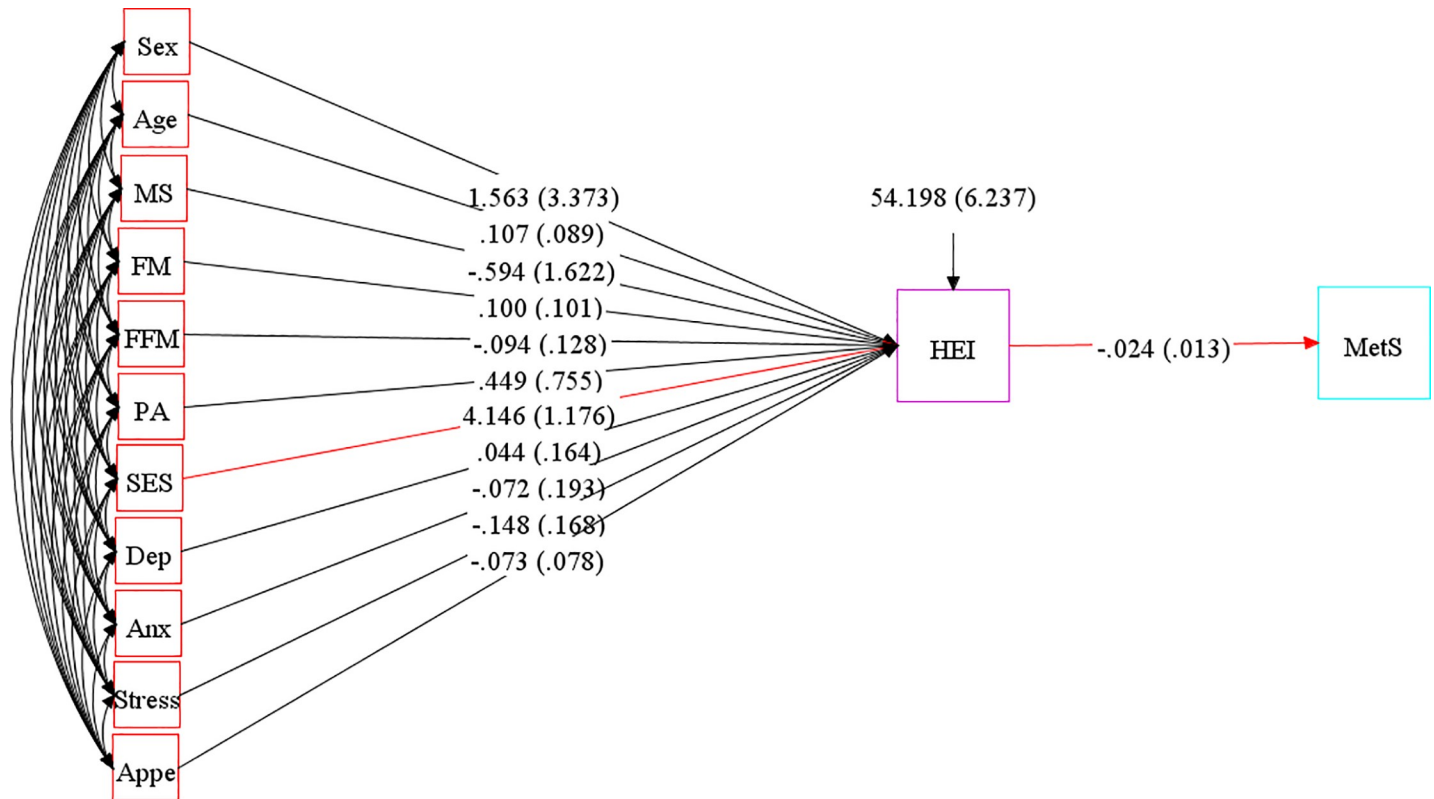 Sex
Age
MS
FM
FFM
PA
SES
Dep
Anx
Stress
Appe
1.563 (3.373)
.107 (.089)
-.594 (1.622)
.100 (.101)
-.094 (.128)
.449 (.755)
4.146 (1.176)
.044 (.164)
-.072 (.193)
-.148 (.168)
-.073 (.078)
54.198 (6.237)
HEI
-.024 (.013)
MetS